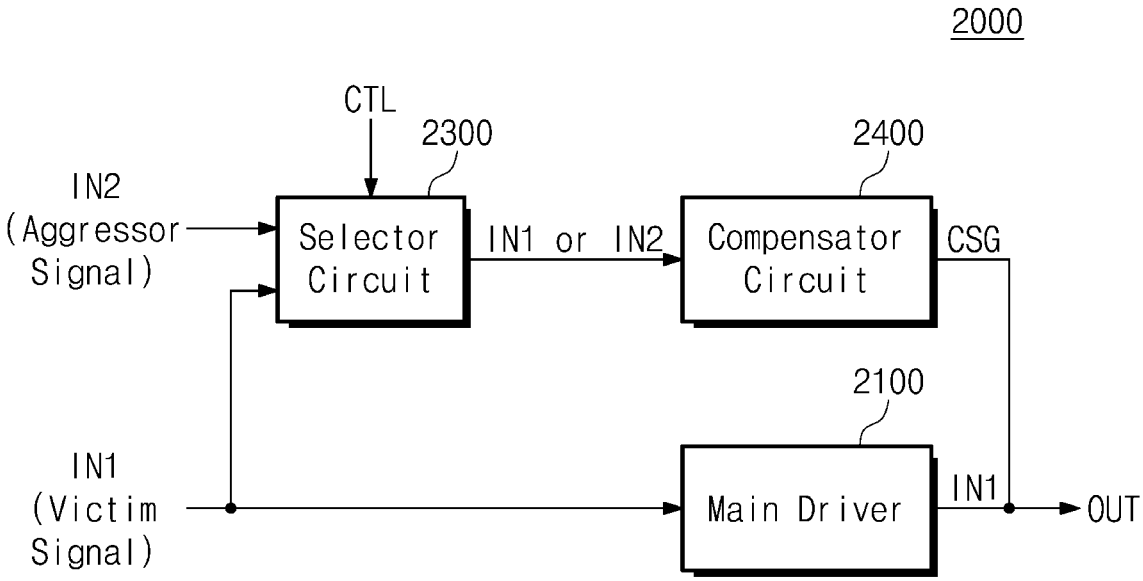 2000
CTL
2300
2400
IN2
(Aggressor
Signal)
Selector
Circuit
IN1 or IN2
Compensator
Circuit
CSG
2100
IN1
(Victim
Signal)
Main Driver
IN1
OUT